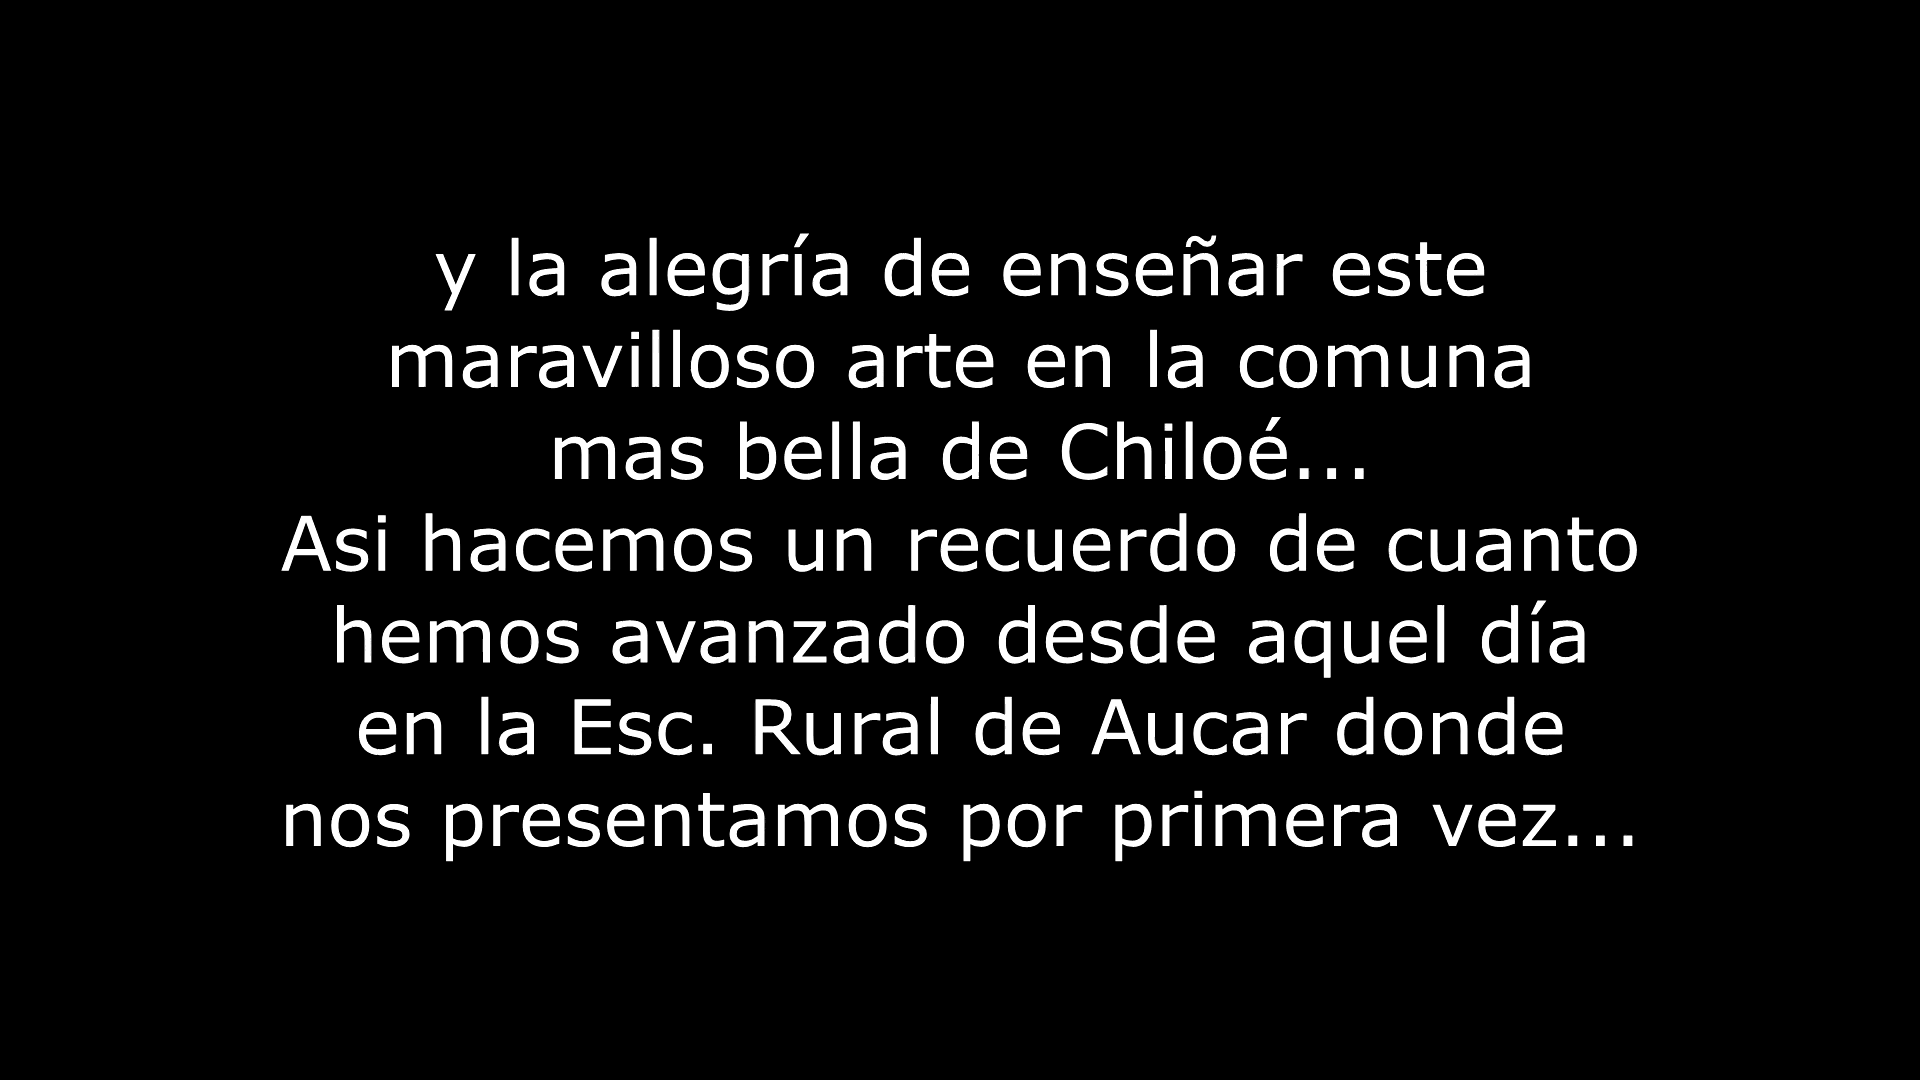 y la alegría de enseñar este
maravilloso arte en la comuna
mas bella de Chiloé...
Asi hacemos un recuerdo de cuanto
hemos avanzado desde aquel día
en la Esc. Rural de Aucar donde
nos presentamos por primera vez...